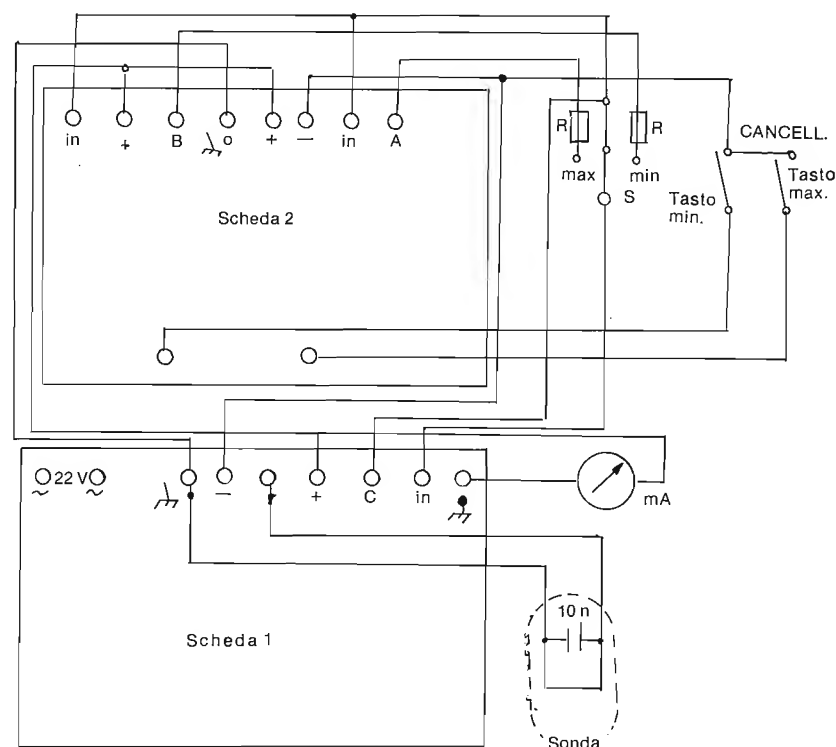 in + B o + — in A
R R
max min
S
CANCELL.
Tasto min.
Tasto max.
Scheda 2
22 V
~ ~
— + C in
mA
Scheda 1
10 n
Sonda